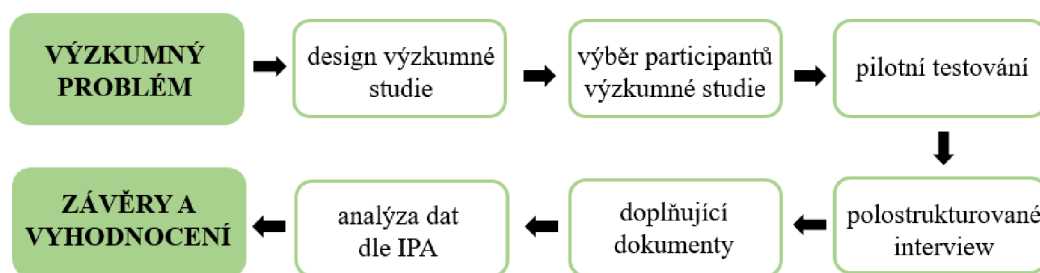 VÝZKUMNÝ
PROBLÉM
design výzkumné
studie
výběr participantů
výzkumné studie
pilotní testování
polostrukturované
interview
doplňující
dokumenty
analýza dat
dle IPA
ZÁVĚRY A
VYHODNOCENÍ